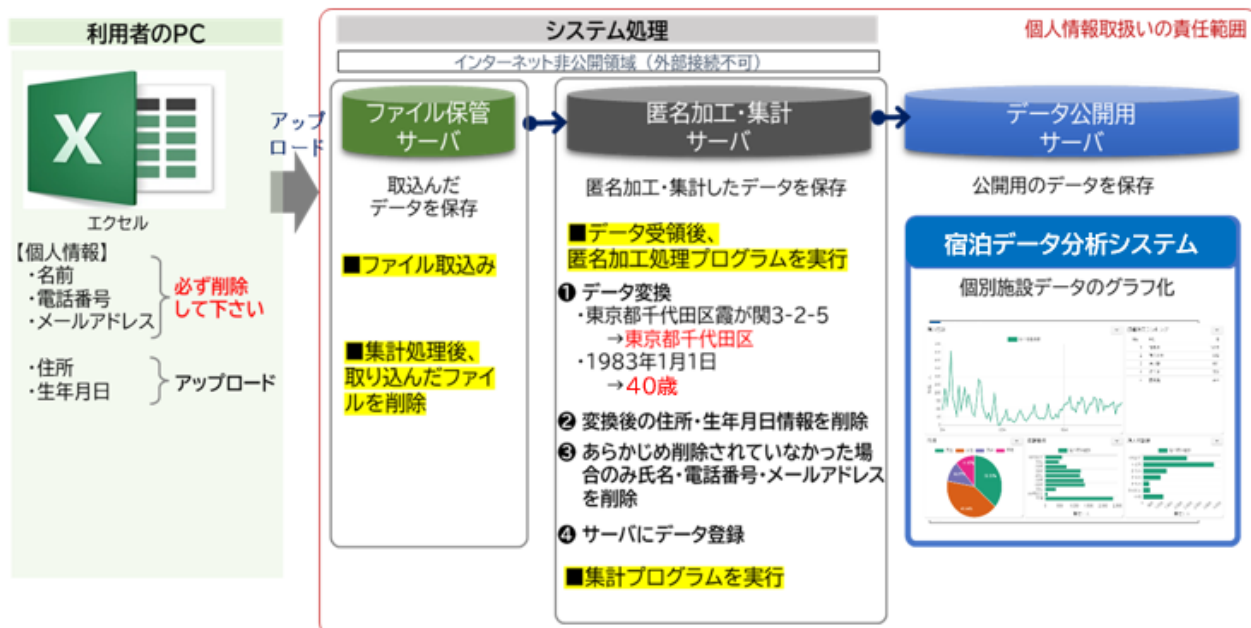 利用者のPC
X
エクセル
【個人情報】
・名前
・電話番号
・メールアドレス
必ず削除
して下さい
・住所
・生年月日
アップロード
アップ
ロード
システム処理
個人情報取扱いの責任範囲
インターネット非公開領域（外部接続不可）
ファイル保管
サーバ
取込んだ
データを保存
■ファイル取込み
■集計処理後、
取り込んだファイ
ルを削除
匿名加工・集計
サーバ
匿名加工・集計したデータを保存
■データ受領後、
匿名加工処理プログラムを実行
❶ データ変換
・東京都千代田区霞が関3-2-5
→東京都千代田区
・1983年1月1日
→40歳
❷ 変換後の住所・生年月日情報を削除
❸ あらかじめ削除されていなかった場
合のみ氏名・電話番号・メールアドレス
を削除
❹ サーバにデータ登録
■集計プログラムを実行
データ公開用
サーバ
公開用のデータを保存
宿泊データ分析システム
個別施設データのグラフ化